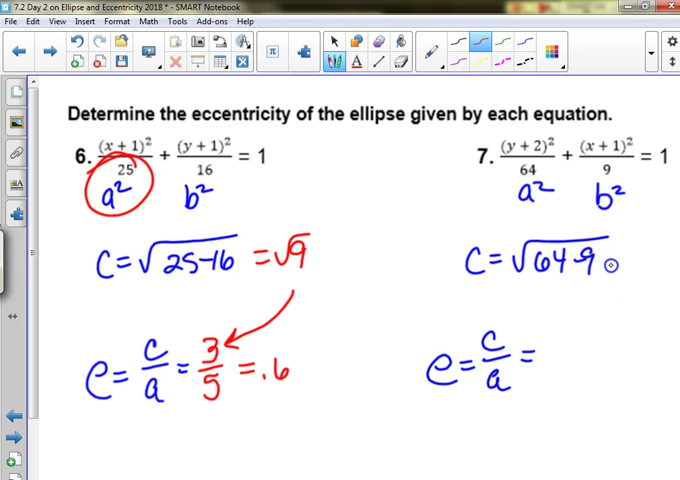 7.2 Day 2 on Ellipse and Eccentricity 2018 * - SMART Notebook
File Edit View Insert Format Tools Add-ons Help
Determine the eccentricity of the ellipse given by each equation.
6. (x + 1)²/25 + (y + 1)²/16 = 1
a² b²
c = √25-16 = √9
e = c/a = 3/5 = .6
7. (y + 2)²/64 + (x + 1)²/9 = 1
a² b²
c = √64-9
e = c/a =